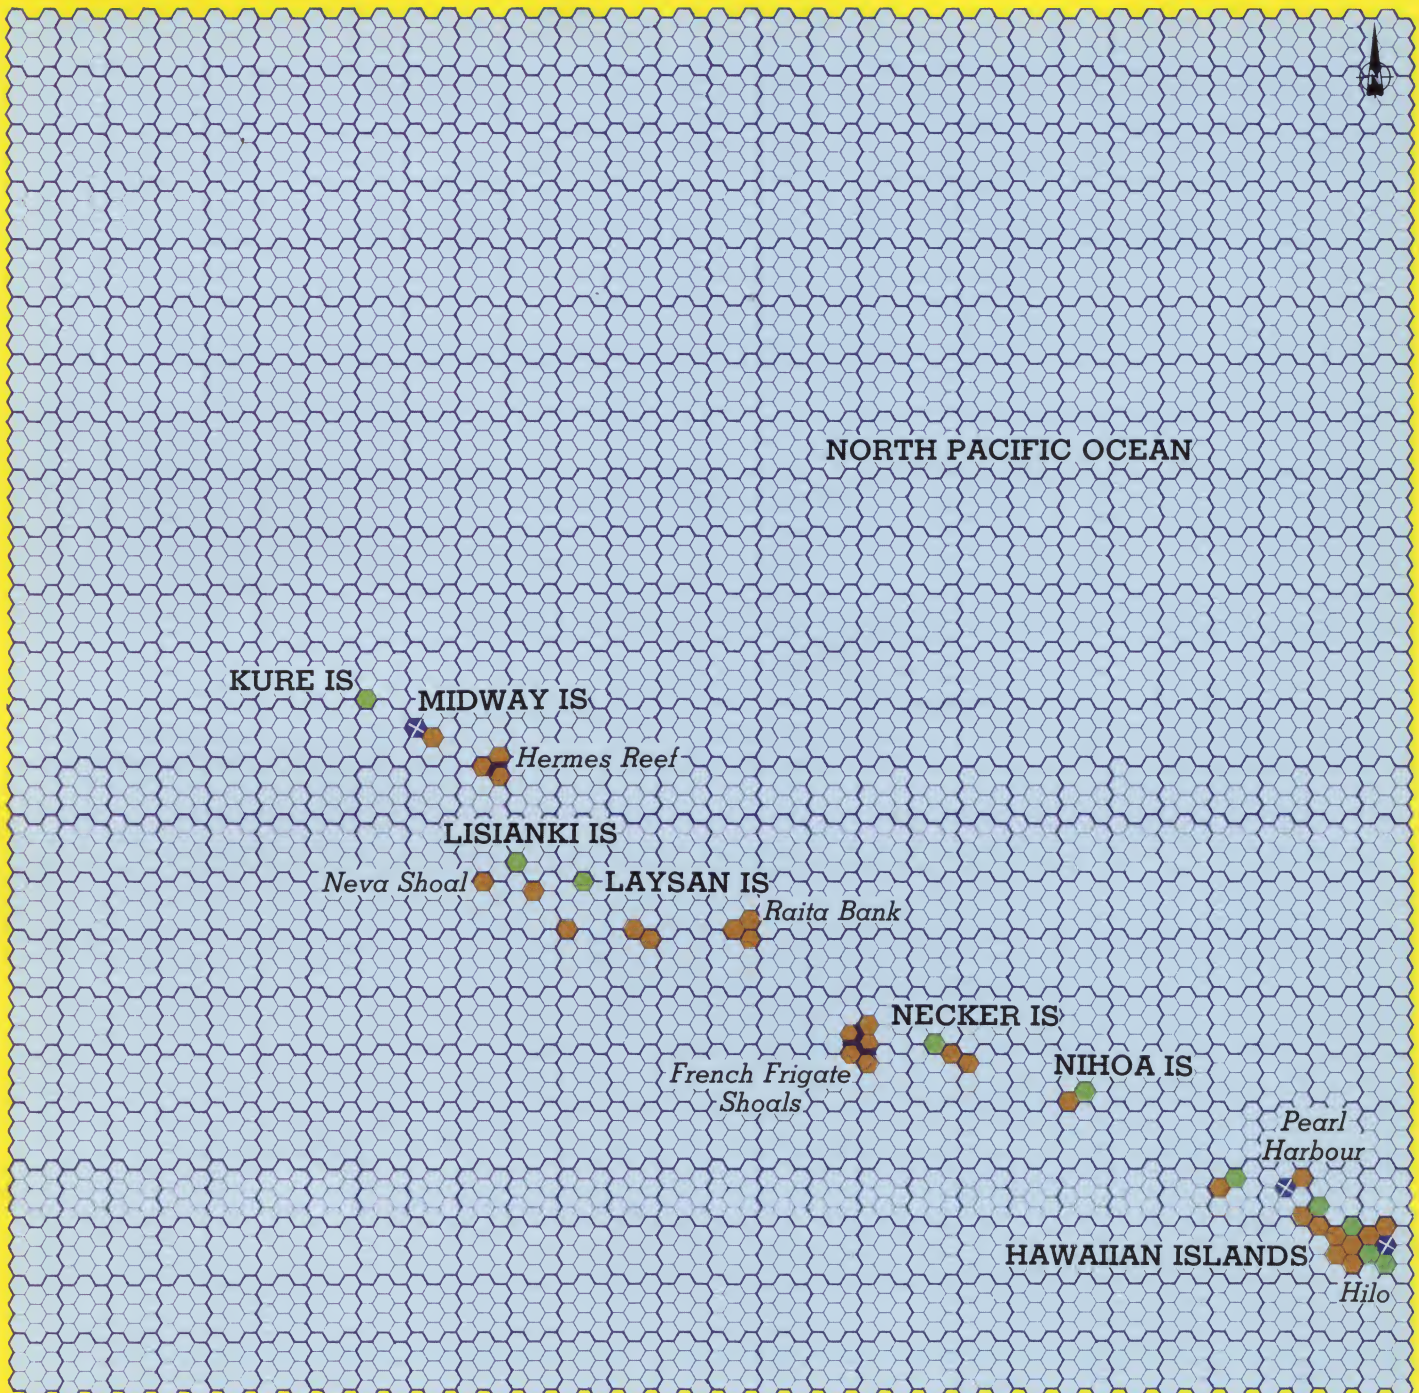 NORTH PACIFIC OCEAN
KURE IS
MIDWAY IS
Hermes Reef
LISIANKI IS
Neva Shoal
LAYSAN IS
Raita Bank
NECKER IS
French Frigate
Shoals
NIHOA IS
Pearl
Harbour
HAWAIIAN ISLANDS
Hilo